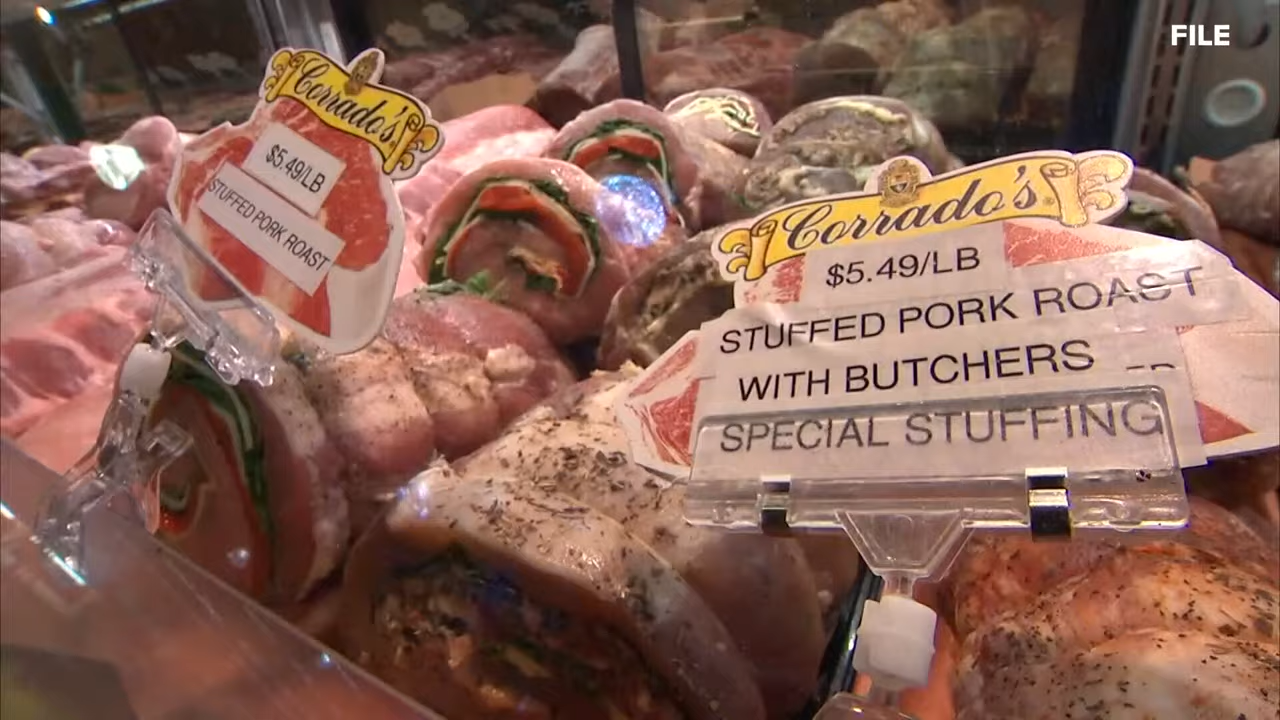 FILE
Corrado's
$5.49/LB
STUFFED PORK ROAST
Corrado's
$5.49/LB
STUFFED PORK ROAST
WITH BUTCHERS
SPECIAL STUFFING